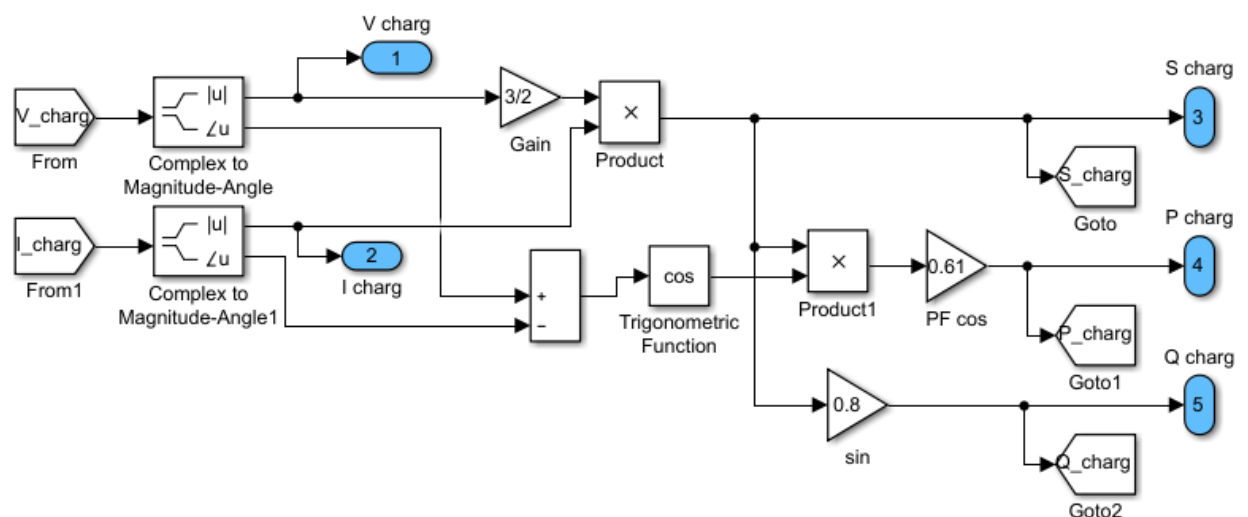 V charg
1
S charg
|u|
∠u
V_charg
From
Complex to
Magnitude-Angle
3/2
Gain
×
Product
3
S_charg
Goto
|u|
∠u
I_charg
From1
Complex to
Magnitude-Angle1
2
I charg
+
−
cos
Trigonometric
Function
×
Product1
0.61
PF cos
P charg
4
P_charg
Goto1
0.8
sin
Q charg
5
Q_charg
Goto2